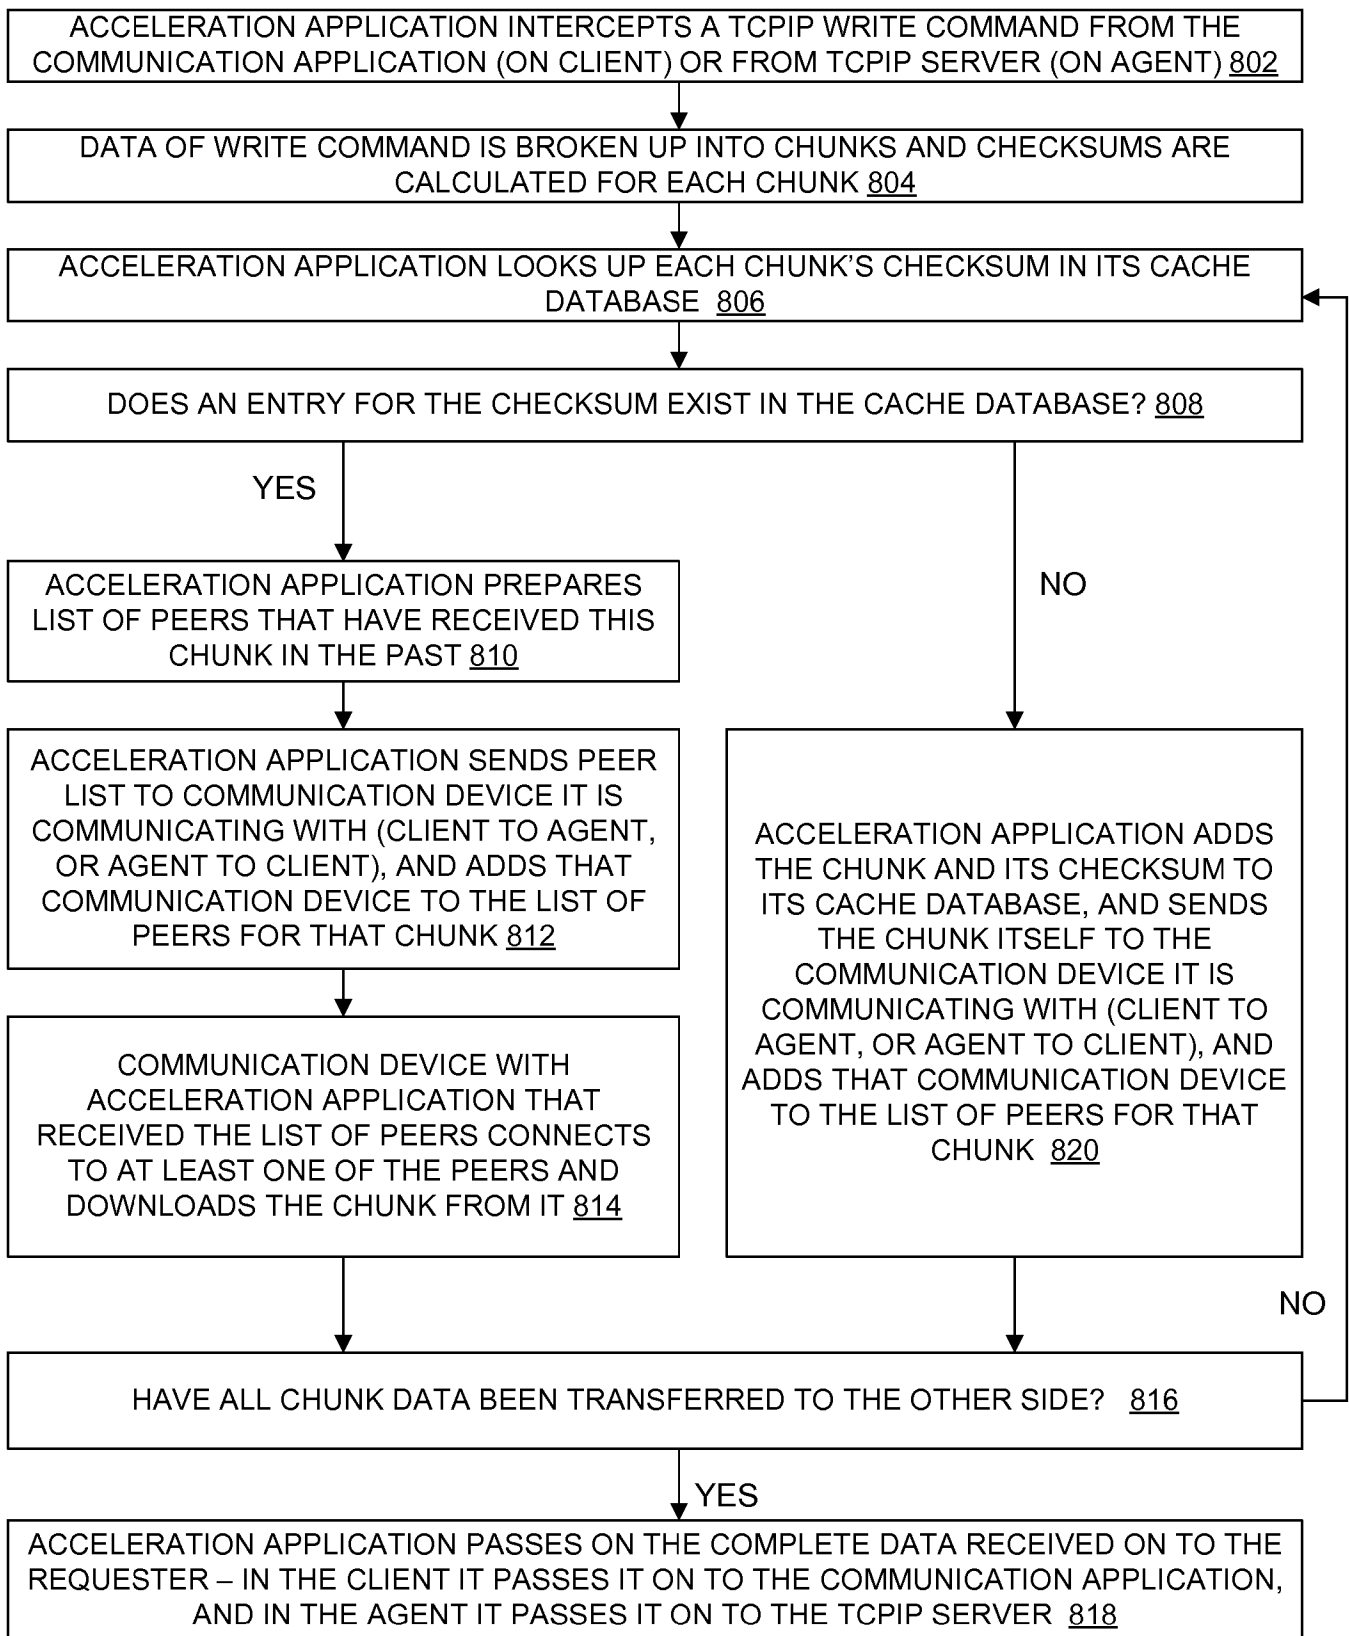 ACCELERATION APPLICATION INTERCEPTS A TCPIP WRITE COMMAND FROM THE
COMMUNICATION APPLICATION (ON CLIENT) OR FROM TCPIP SERVER (ON AGENT) 802
DATA OF WRITE COMMAND IS BROKEN UP INTO CHUNKS AND CHECKSUMS ARE
CALCULATED FOR EACH CHUNK 804
ACCELERATION APPLICATION LOOKS UP EACH CHUNK'S CHECKSUM IN ITS CACHE
DATABASE 806
DOES AN ENTRY FOR THE CHECKSUM EXIST IN THE CACHE DATABASE? 808
YES
ACCELERATION APPLICATION PREPARES
LIST OF PEERS THAT HAVE RECEIVED THIS
CHUNK IN THE PAST 810
ACCELERATION APPLICATION SENDS PEER
LIST TO COMMUNICATION DEVICE IT IS
COMMUNICATING WITH (CLIENT TO AGENT,
OR AGENT TO CLIENT), AND ADDS THAT
COMMUNICATION DEVICE TO THE LIST OF
PEERS FOR THAT CHUNK 812
COMMUNICATION DEVICE WITH
ACCELERATION APPLICATION THAT
RECEIVED THE LIST OF PEERS CONNECTS
TO AT LEAST ONE OF THE PEERS AND
DOWNLOADS THE CHUNK FROM IT 814
NO
ACCELERATION APPLICATION ADDS
THE CHUNK AND ITS CHECKSUM TO
ITS CACHE DATABASE, AND SENDS
THE CHUNK ITSELF TO THE
COMMUNICATION DEVICE IT IS
COMMUNICATING WITH (CLIENT TO
AGENT, OR AGENT TO CLIENT), AND
ADDS THAT COMMUNICATION DEVICE
TO THE LIST OF PEERS FOR THAT
CHUNK 820
NO
HAVE ALL CHUNK DATA BEEN TRANSFERRED TO THE OTHER SIDE? 816
YES
ACCELERATION APPLICATION PASSES ON THE COMPLETE DATA RECEIVED ON TO THE
REQUESTER – IN THE CLIENT IT PASSES IT ON TO THE COMMUNICATION APPLICATION,
AND IN THE AGENT IT PASSES IT ON TO THE TCPIP SERVER 818